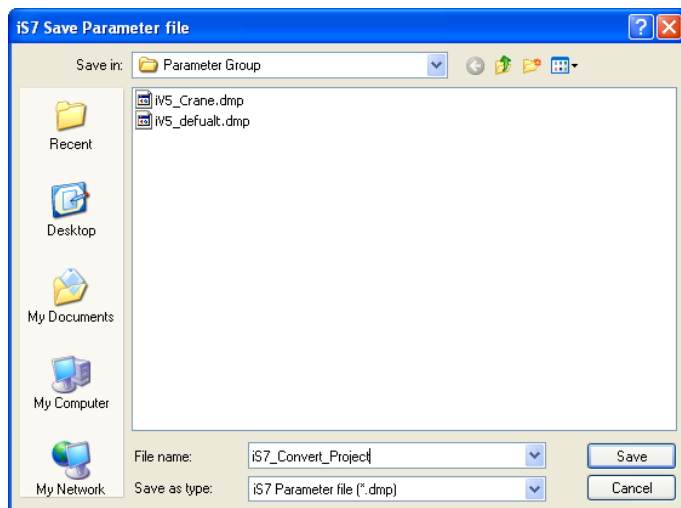 iS7 Save Parameter file
Save in:
Parameter Group
iV5_Crane.dmp
iV5_defualt.dmp
Recent
Desktop
My Documents
My Computer
My Network
File name:
iS7_Convert_Project
Save
Save as type:
iS7 Parameter file (*.dmp)
Cancel